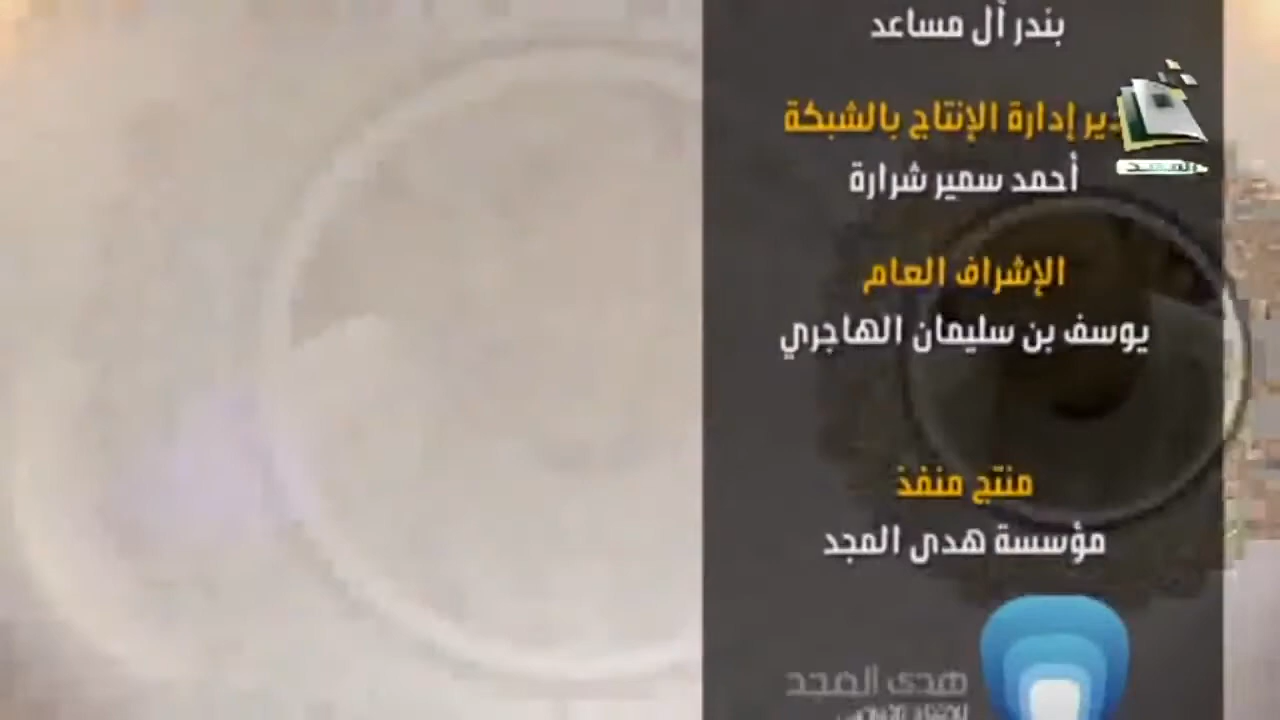 بندر آل مساعد
دير إدارة الإنتاج بالشبكة
أحمد سمير شرارة
الإشراف العام
يوسف بن سليمان الهاجري
منتج منفذ
مؤسسة هدى المجد
هدى المجد
المجد